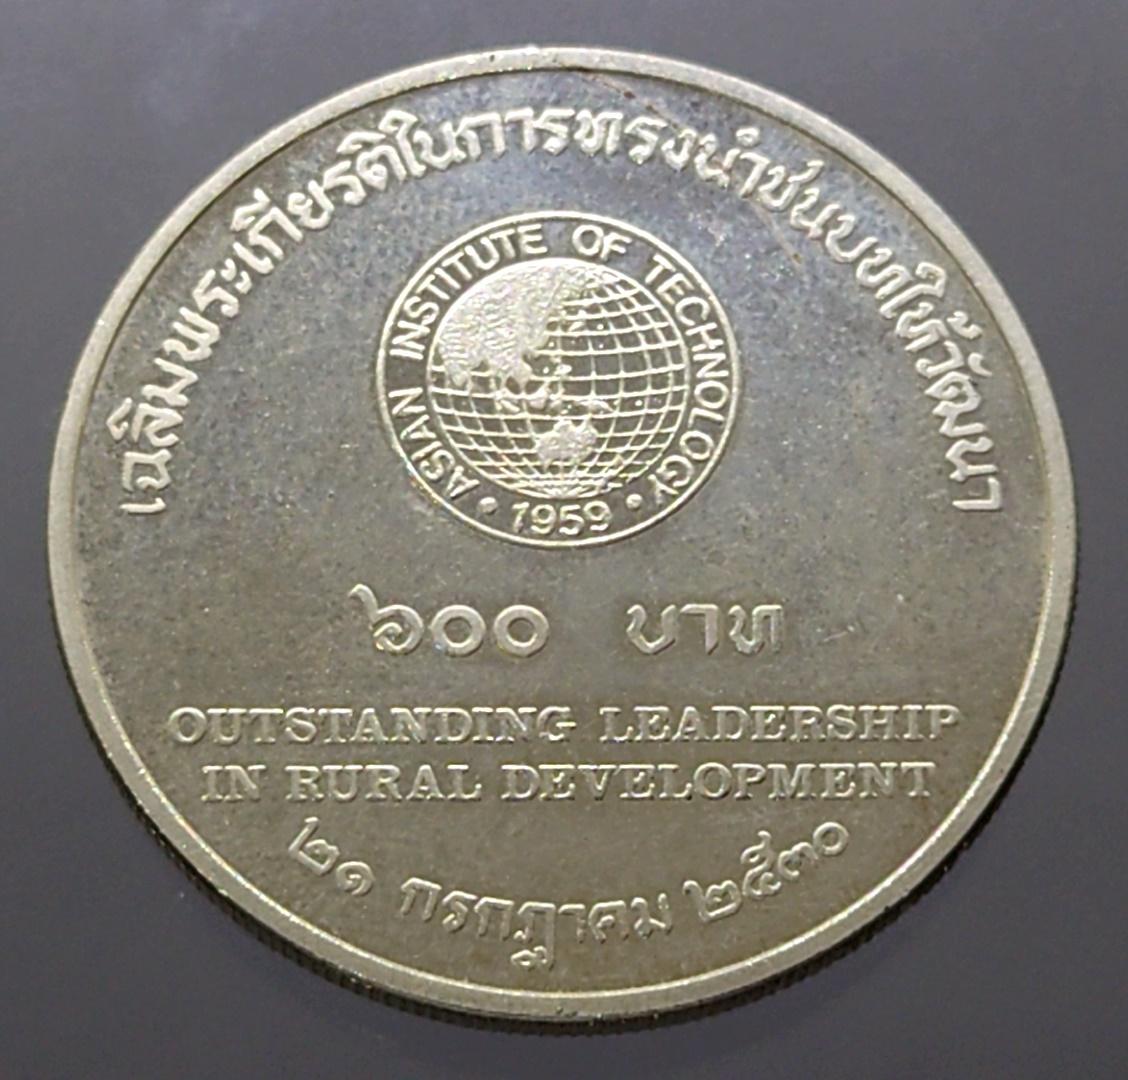 เฉลิมพระเกียรติในการทรงนำชนบทให้วัฒนา
ASIAN INSTITUTE OF TECHNOLOGY
• 1959 •
๖๐๐ บาท
OUTSTANDING LEADERSHIP
IN RURAL DEVELOPMENT
๒๑ กรกฎาคม ๒๕๓๐